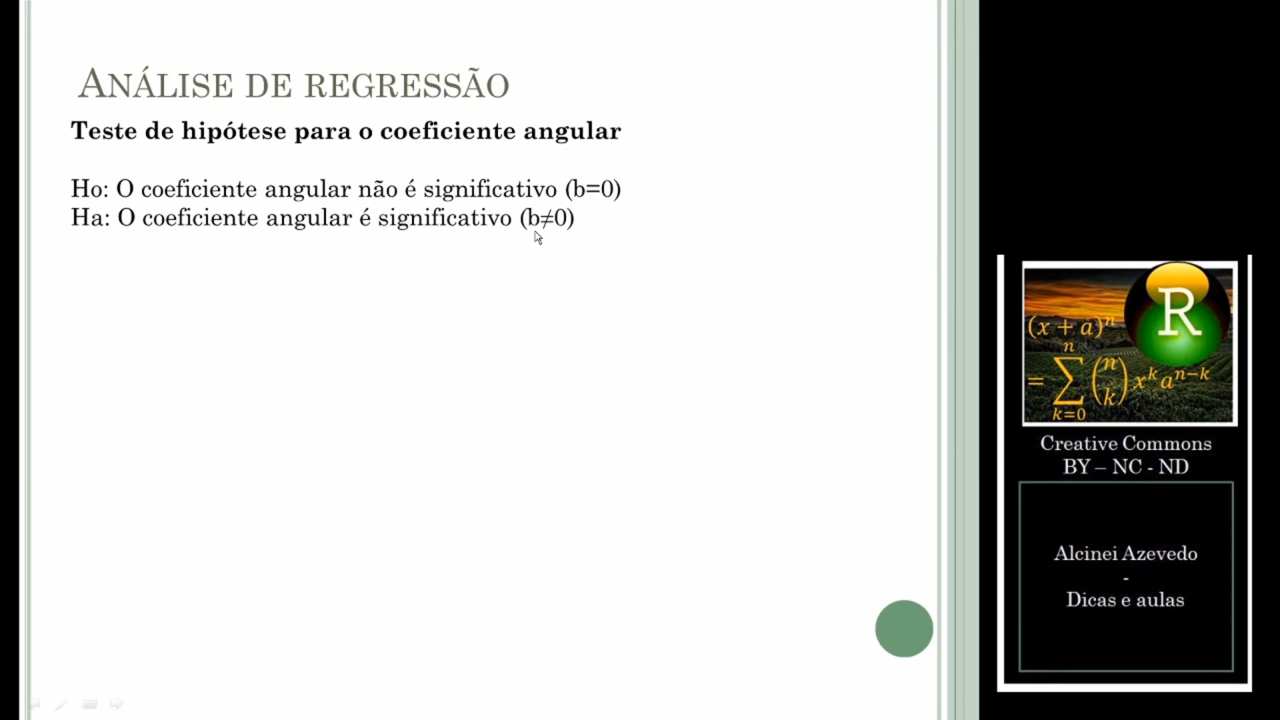 ANÁLISE DE REGRESSÃO
Teste de hipótese para o coeficiente angular
Ho: O coeficiente angular não é significativo (b=0)
Ha: O coeficiente angular é significativo (b≠0)
R
(x + a)^n
= ∑_{k=0}^{n} (n k) x^k a^{n−k}
Creative Commons
BY – NC - ND
Alcinei Azevedo
-
Dicas e aulas